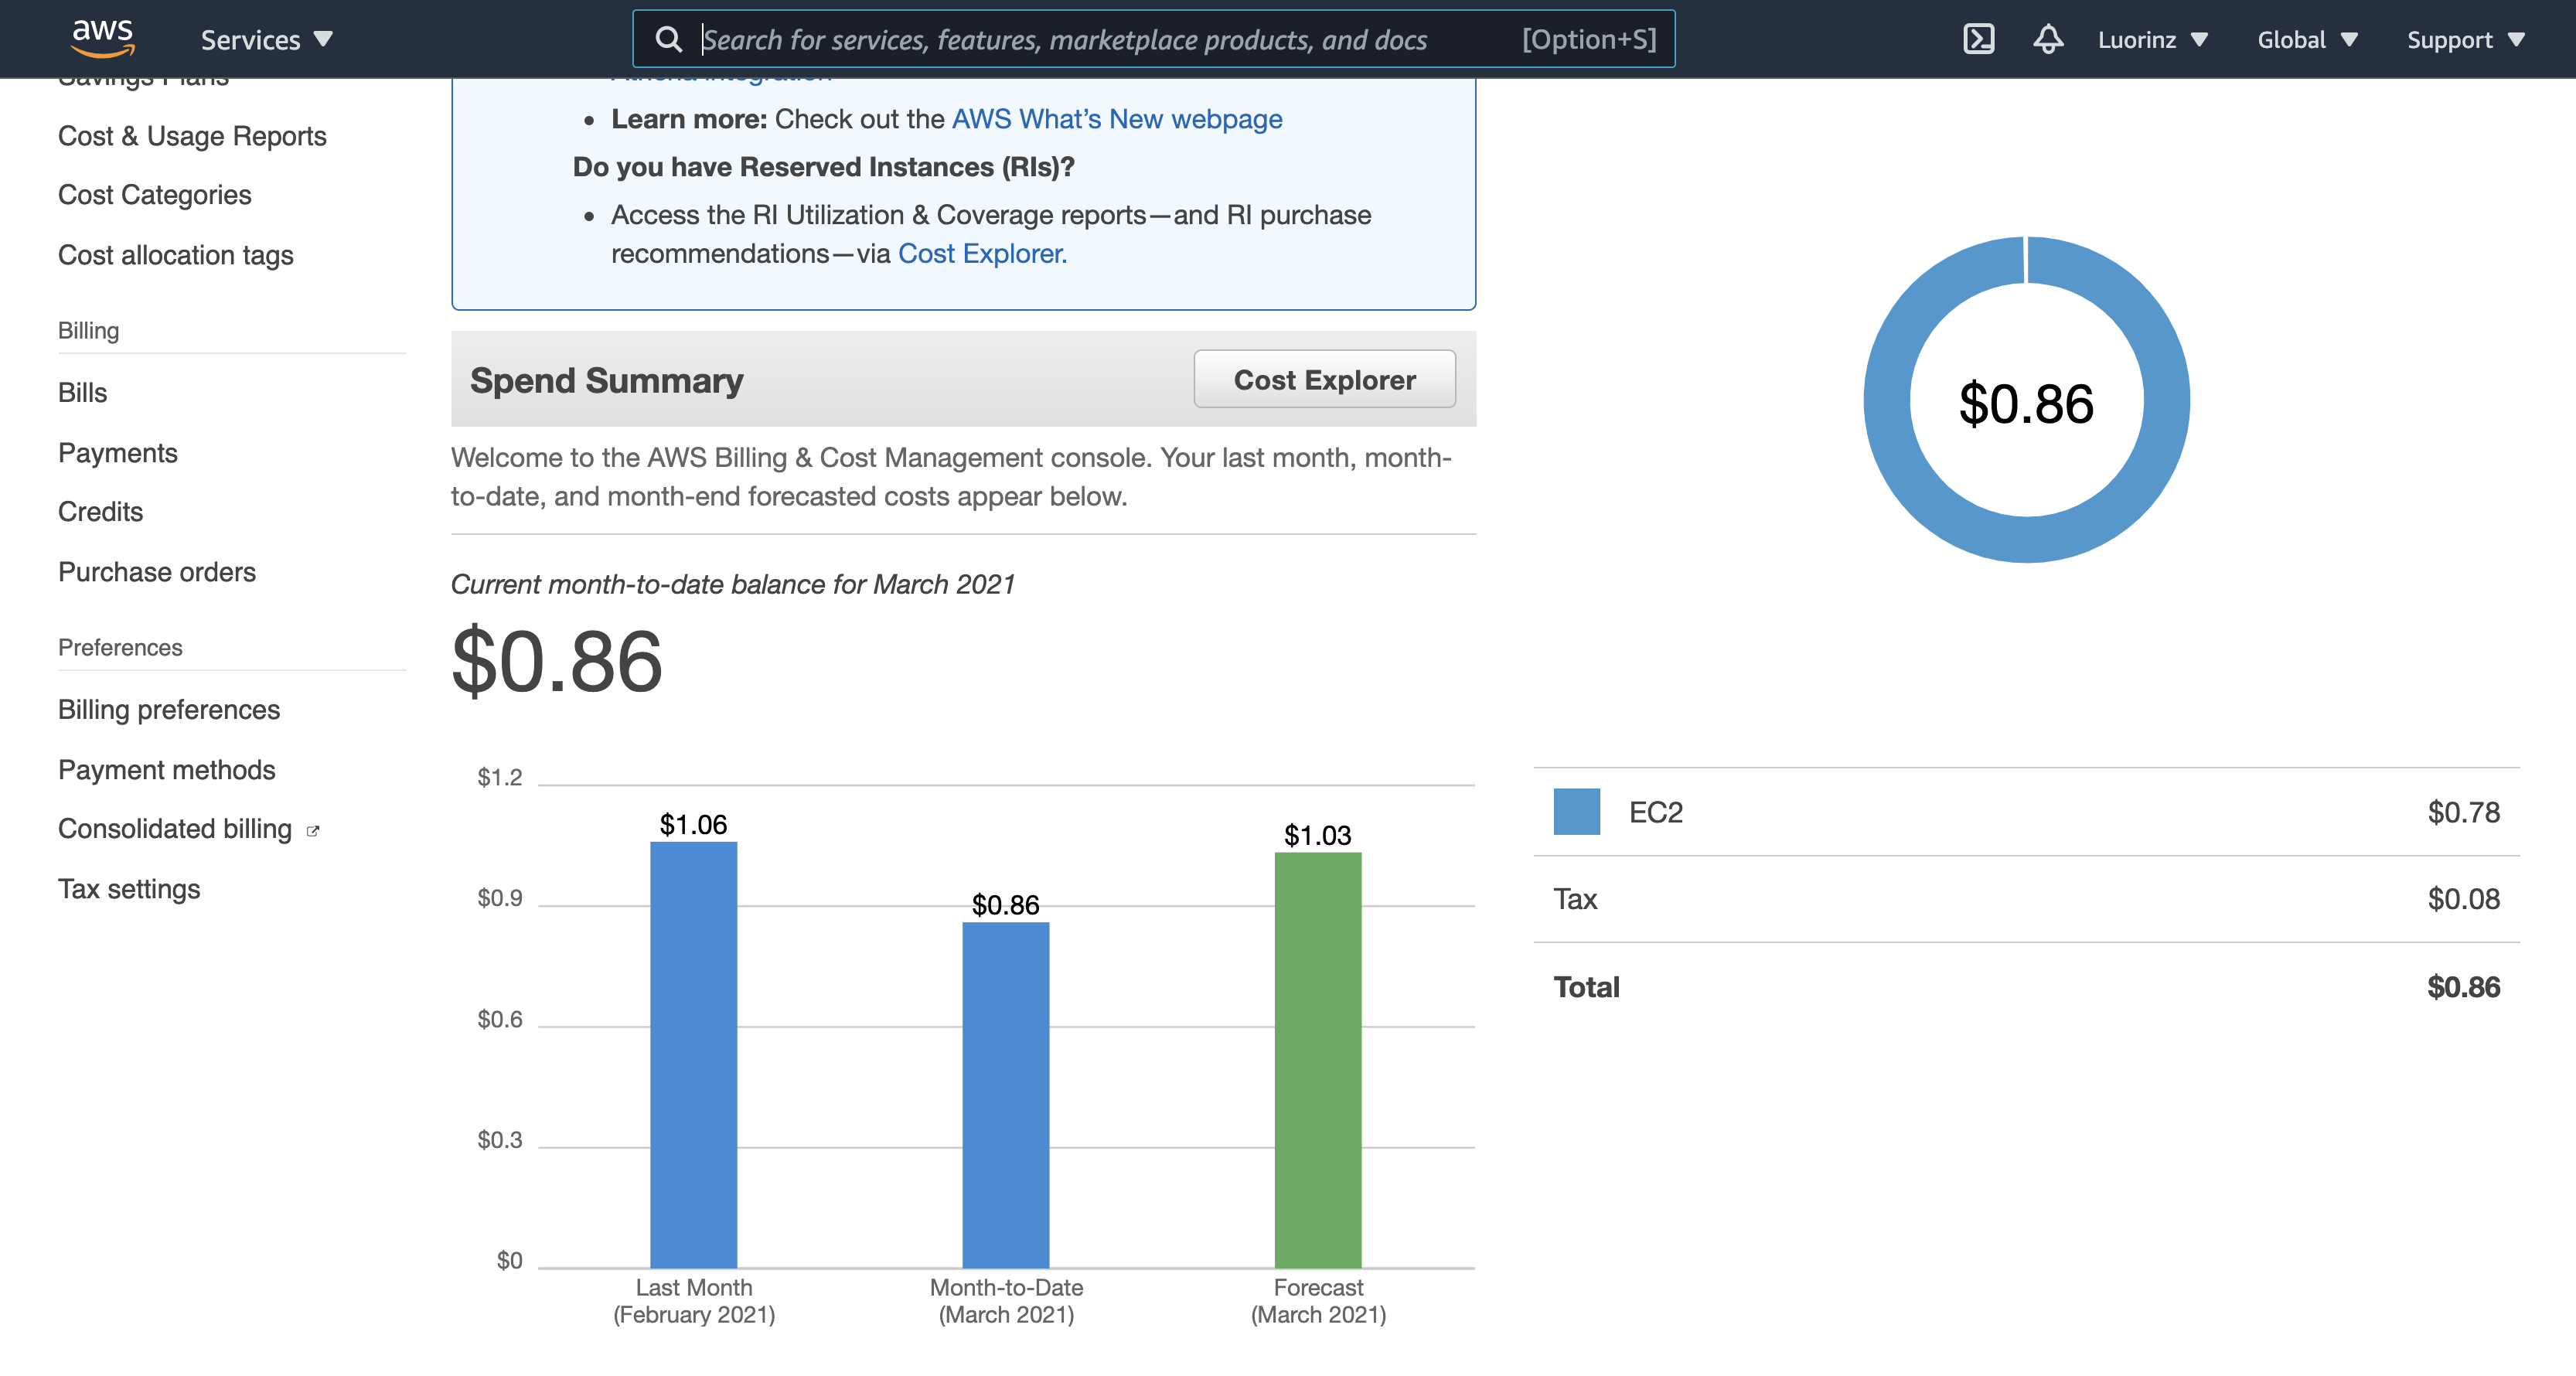 aws
Services
Search for services, features, marketplace products, and docs
[Option+S]
Luorinz
Global
Support
Savings Plans
Cost & Usage Reports
Cost Categories
Cost allocation tags
Billing
Bills
Payments
Credits
Purchase orders
Preferences
Billing preferences
Payment methods
Consolidated billing
Tax settings
Athena integration
• Learn more: Check out the AWS What's New webpage
Do you have Reserved Instances (RIs)?
• Access the RI Utilization & Coverage reports—and RI purchase
recommendations—via Cost Explorer.
Spend Summary
Cost Explorer
Welcome to the AWS Billing & Cost Management console. Your last month, month-
to-date, and month-end forecasted costs appear below.
Current month-to-date balance for March 2021
$0.86
$1.2
$0.9
$0.6
$0.3
$0
$1.06
$0.86
$1.03
Last Month
(February 2021)
Month-to-Date
(March 2021)
Forecast
(March 2021)
$0.86
EC2 $0.78
Tax $0.08
Total $0.86